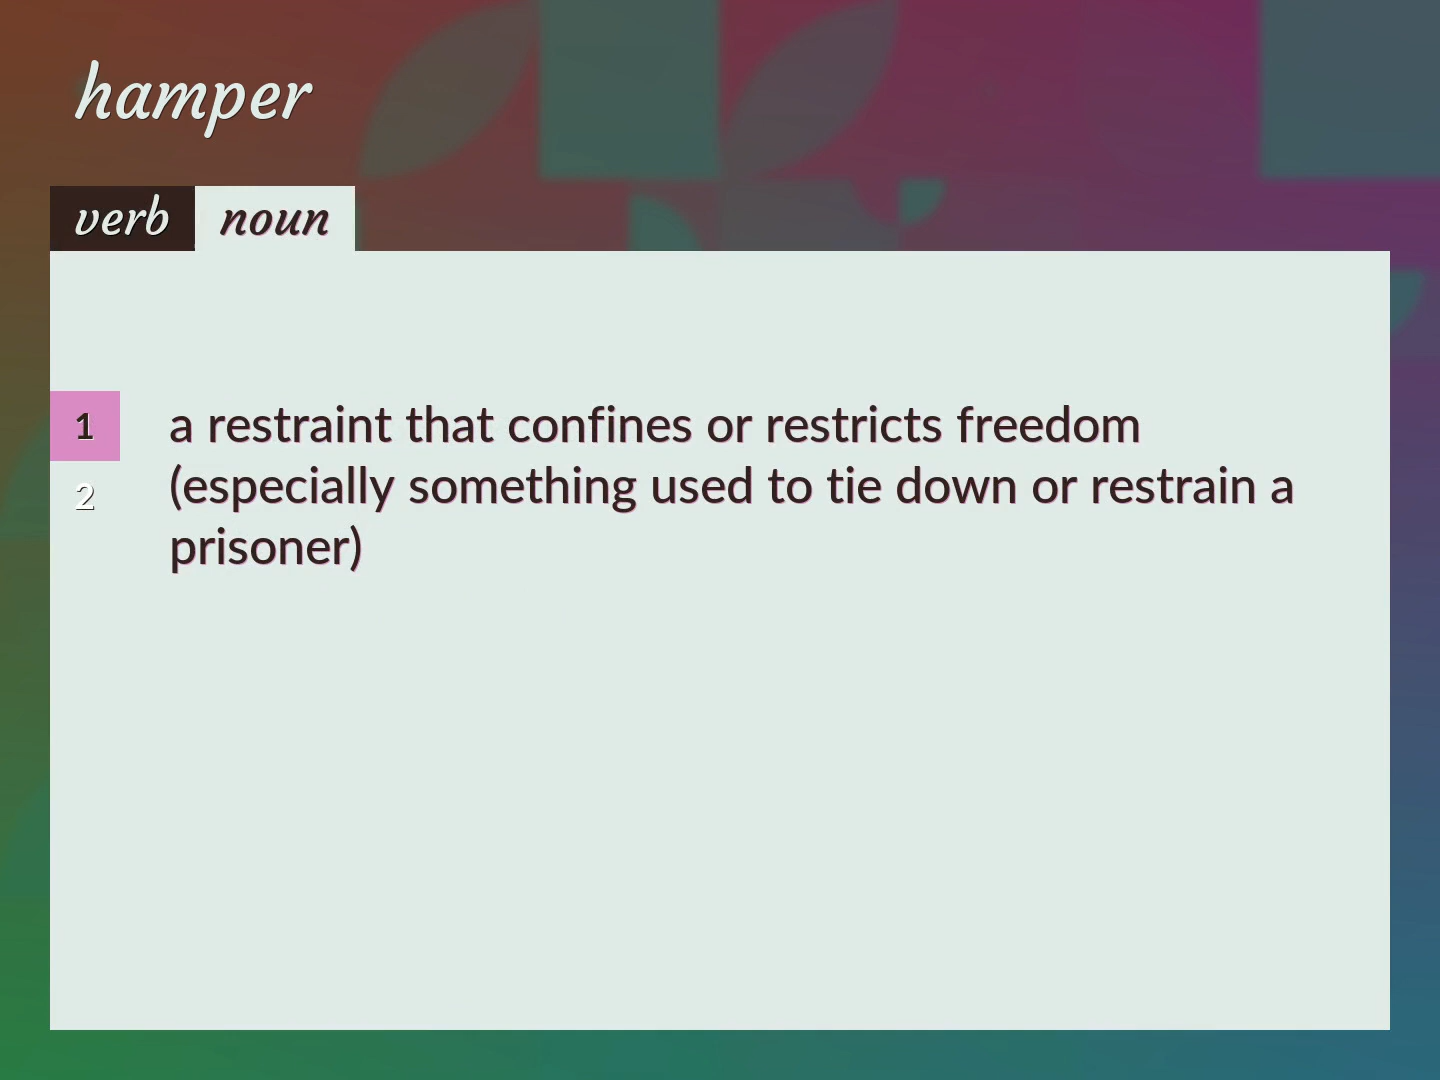 hamper
verb noun
1 a restraint that confines or restricts freedom
2 (especially something used to tie down or restrain a
prisoner)